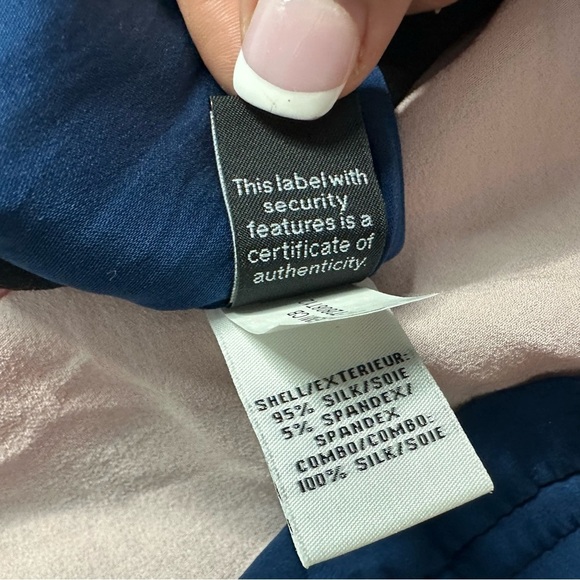 This label with
security
features is a
certificate of
authenticity.
SHELL/EXTERIEUR:
95% SILK/SOIE
5% SPANDEX/
SPANDEX
COMBO/COMBO:
100% SILK/SOIE